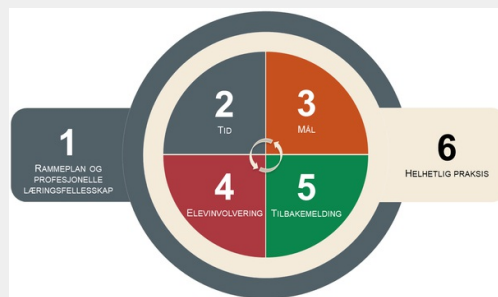 1
RAMMEPLAN OG
PROFESJONELLE
LÆRINGSFELLESSKAP
2
TID
3
MÅL
4
ELEVINVOLVERING
5
TILBAKEMELDING
6
HELHETLIG PRAKSIS